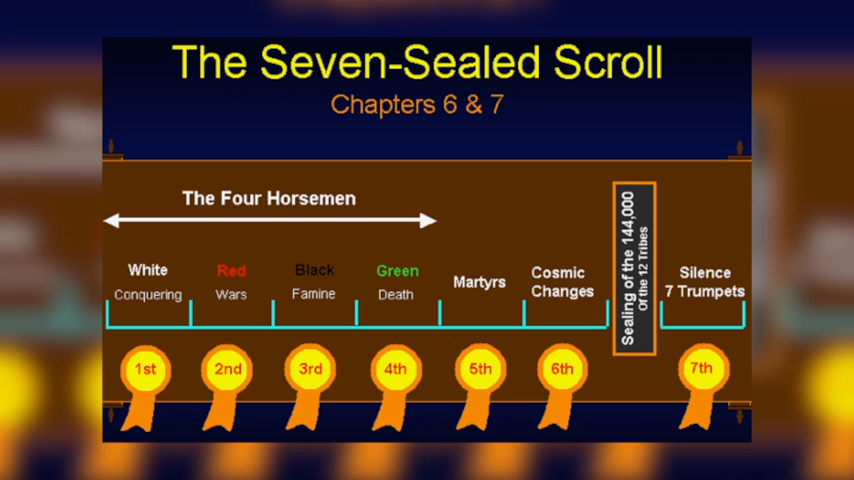 The Seven-Sealed Scroll
Chapters 6 & 7
The Four Horsemen
White
Conquering
Red
Wars
Black
Famine
Green
Death
Martyrs
Cosmic
Changes
Sealing of the 144,000
Of the 12 Tribes
Silence
7 Trumpets
1st
2nd
3rd
4th
5th
6th
7th